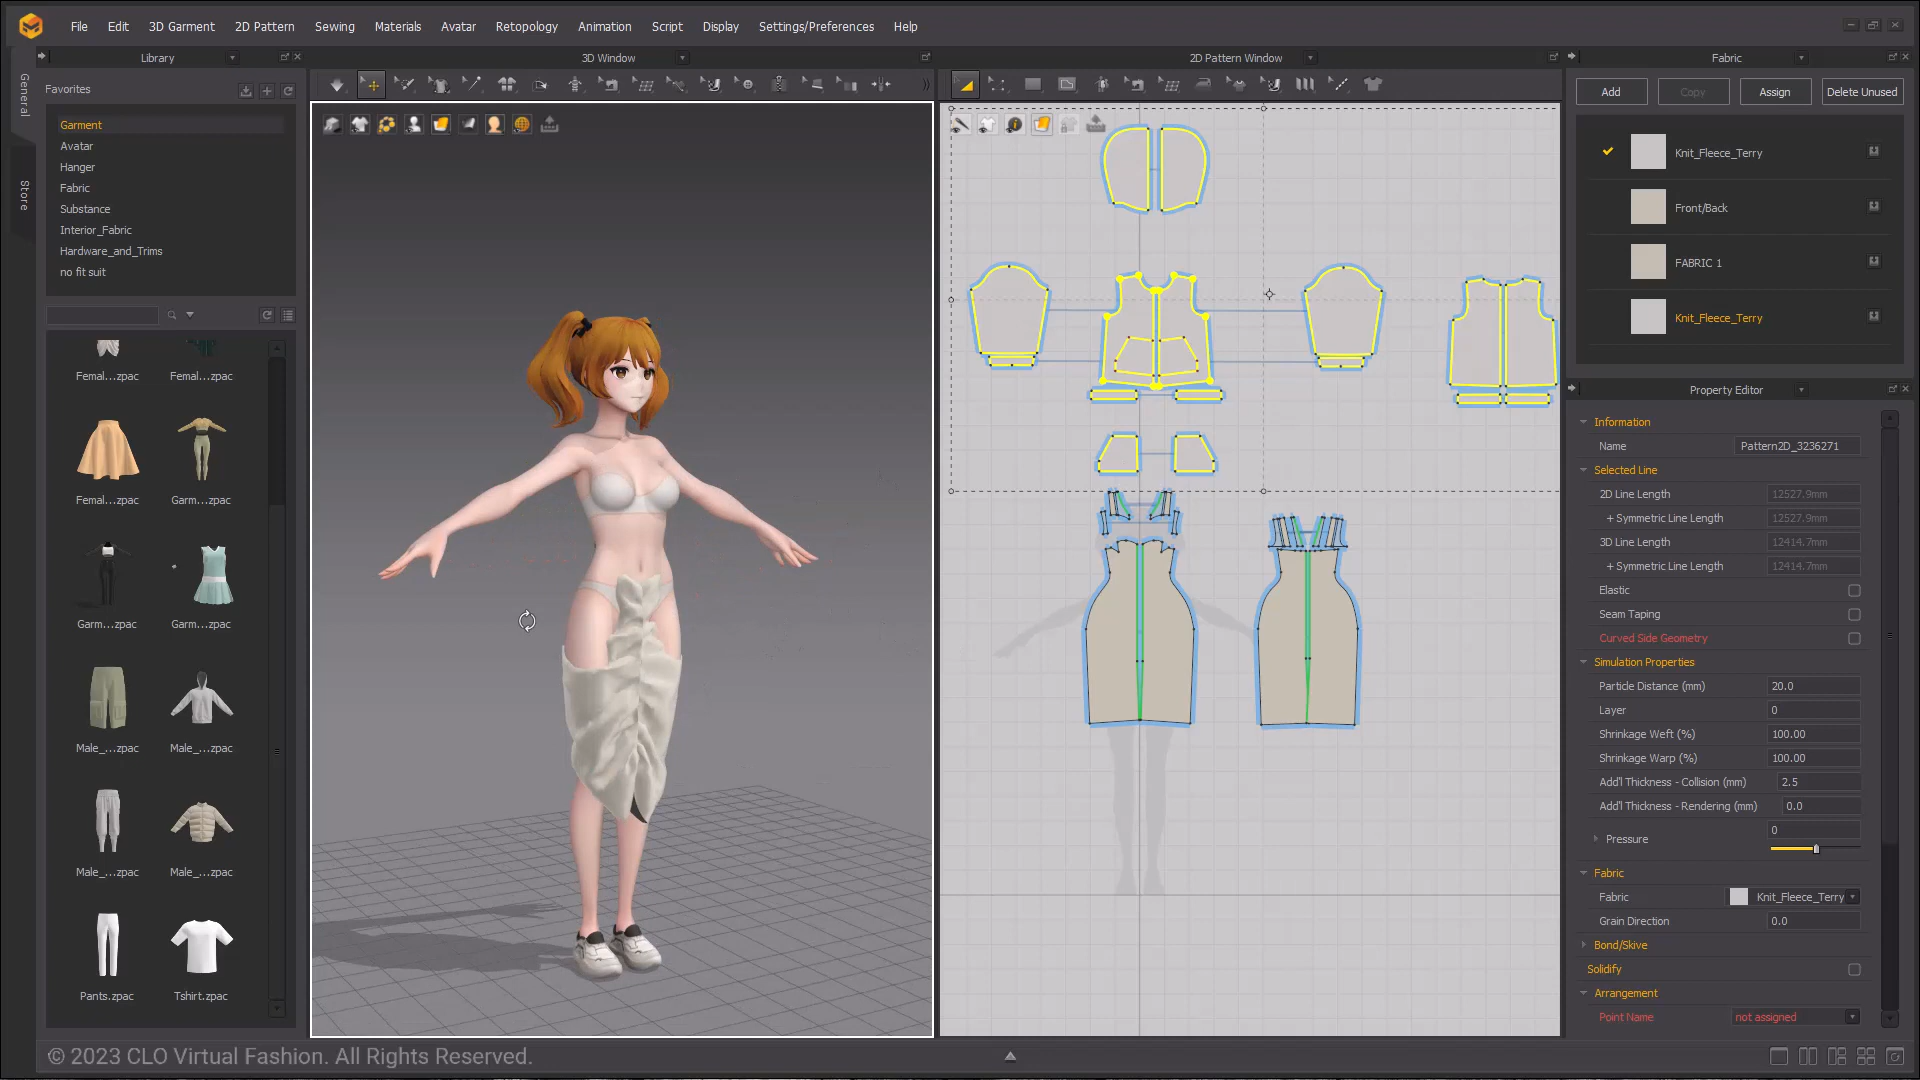 File Edit 3D Garment 2D Pattern Sewing Materials Avatar Retopology Animation Script Display Settings/Preferences Help
Library
3D Window
2D Pattern Window
Fabric
General
Store
Favorites
Garment
Avatar
Hanger
Fabric
Substance
Interior_Fabric
Hardware_and_Trims
no fit suit
Femal...zpac Femal...zpac
Femal...zpac Garm...zpac
Garm...zpac Garm...zpac
Male_...zpac Male_...zpac
Male_...zpac Male_...zpac
Pants.zpac Tshirt.zpac
Add Copy Assign Delete Unused
Knit_Fleece_Terry
Front/Back
FABRIC 1
Knit_Fleece_Terry
Property Editor
Information
Name Pattern2D_3236271
Selected Line
2D Line Length 12527.9mm
+ Symmetric Line Length 12527.9mm
3D Line Length 12414.7mm
+ Symmetric Line Length 12414.7mm
Elastic
Seam Taping
Curved Side Geometry
Simulation Properties
Particle Distance (mm) 20.0
Layer 0
Shrinkage Weft (%) 100.00
Shrinkage Warp (%) 100.00
Add'l Thickness - Collision (mm) 2.5
Add'l Thickness - Rendering (mm) 0.0
Pressure 0
Fabric
Fabric Knit_Fleece_Terry
Grain Direction 0.0
Bond/Skive
Solidify
Arrangement
Point Name not assigned
© 2023 CLO Virtual Fashion. All Rights Reserved.